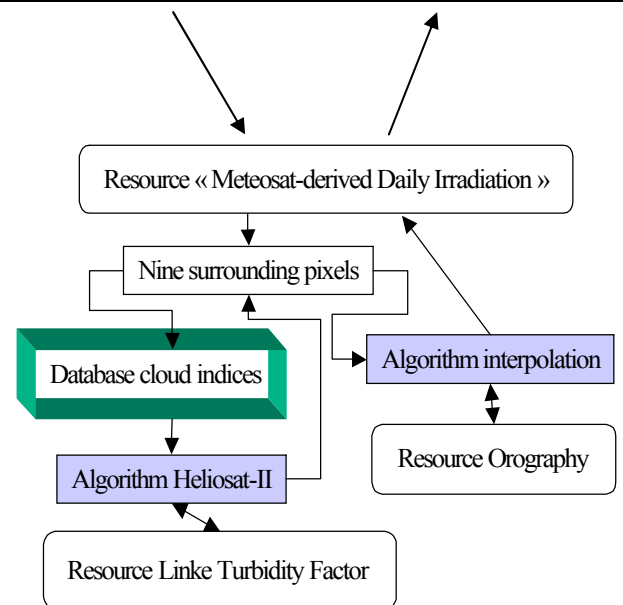 Resource « Meteosat-derived Daily Irradiation »
Nine surrounding pixels
Database cloud indices
Algorithm interpolation
Algorithm Heliosat-II
Resource Orography
Resource Linke Turbidity Factor